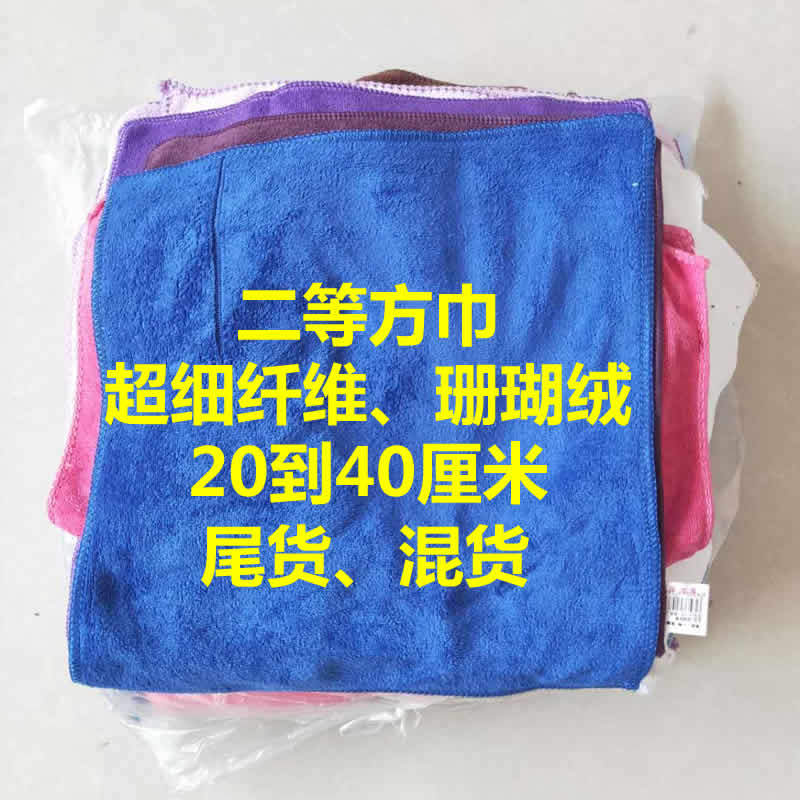 二等方巾
超细纤维、珊瑚绒
20到40厘米
尾货、混货